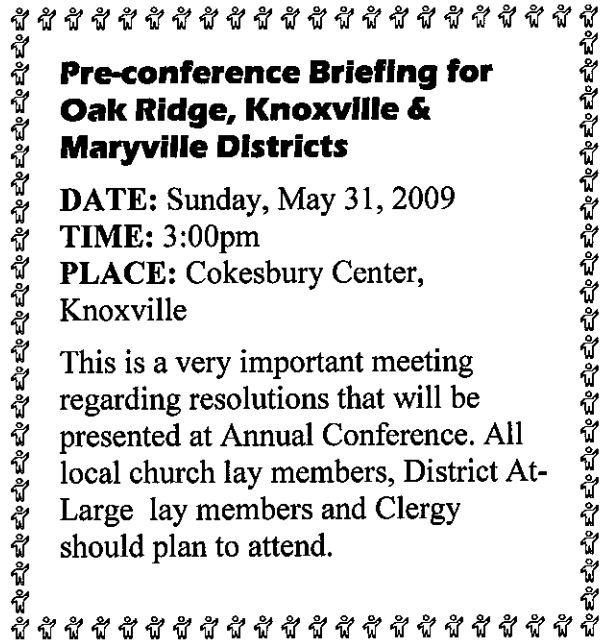 Pre-conference Briefing for
Oak Ridge, Knoxville &
Maryville Districts
DATE: Sunday, May 31, 2009
TIME: 3:00pm
PLACE: Cokesbury Center,
Knoxville
This is a very important meeting
regarding resolutions that will be
presented at Annual Conference. All
local church lay members, District At-
Large lay members and Clergy
should plan to attend.